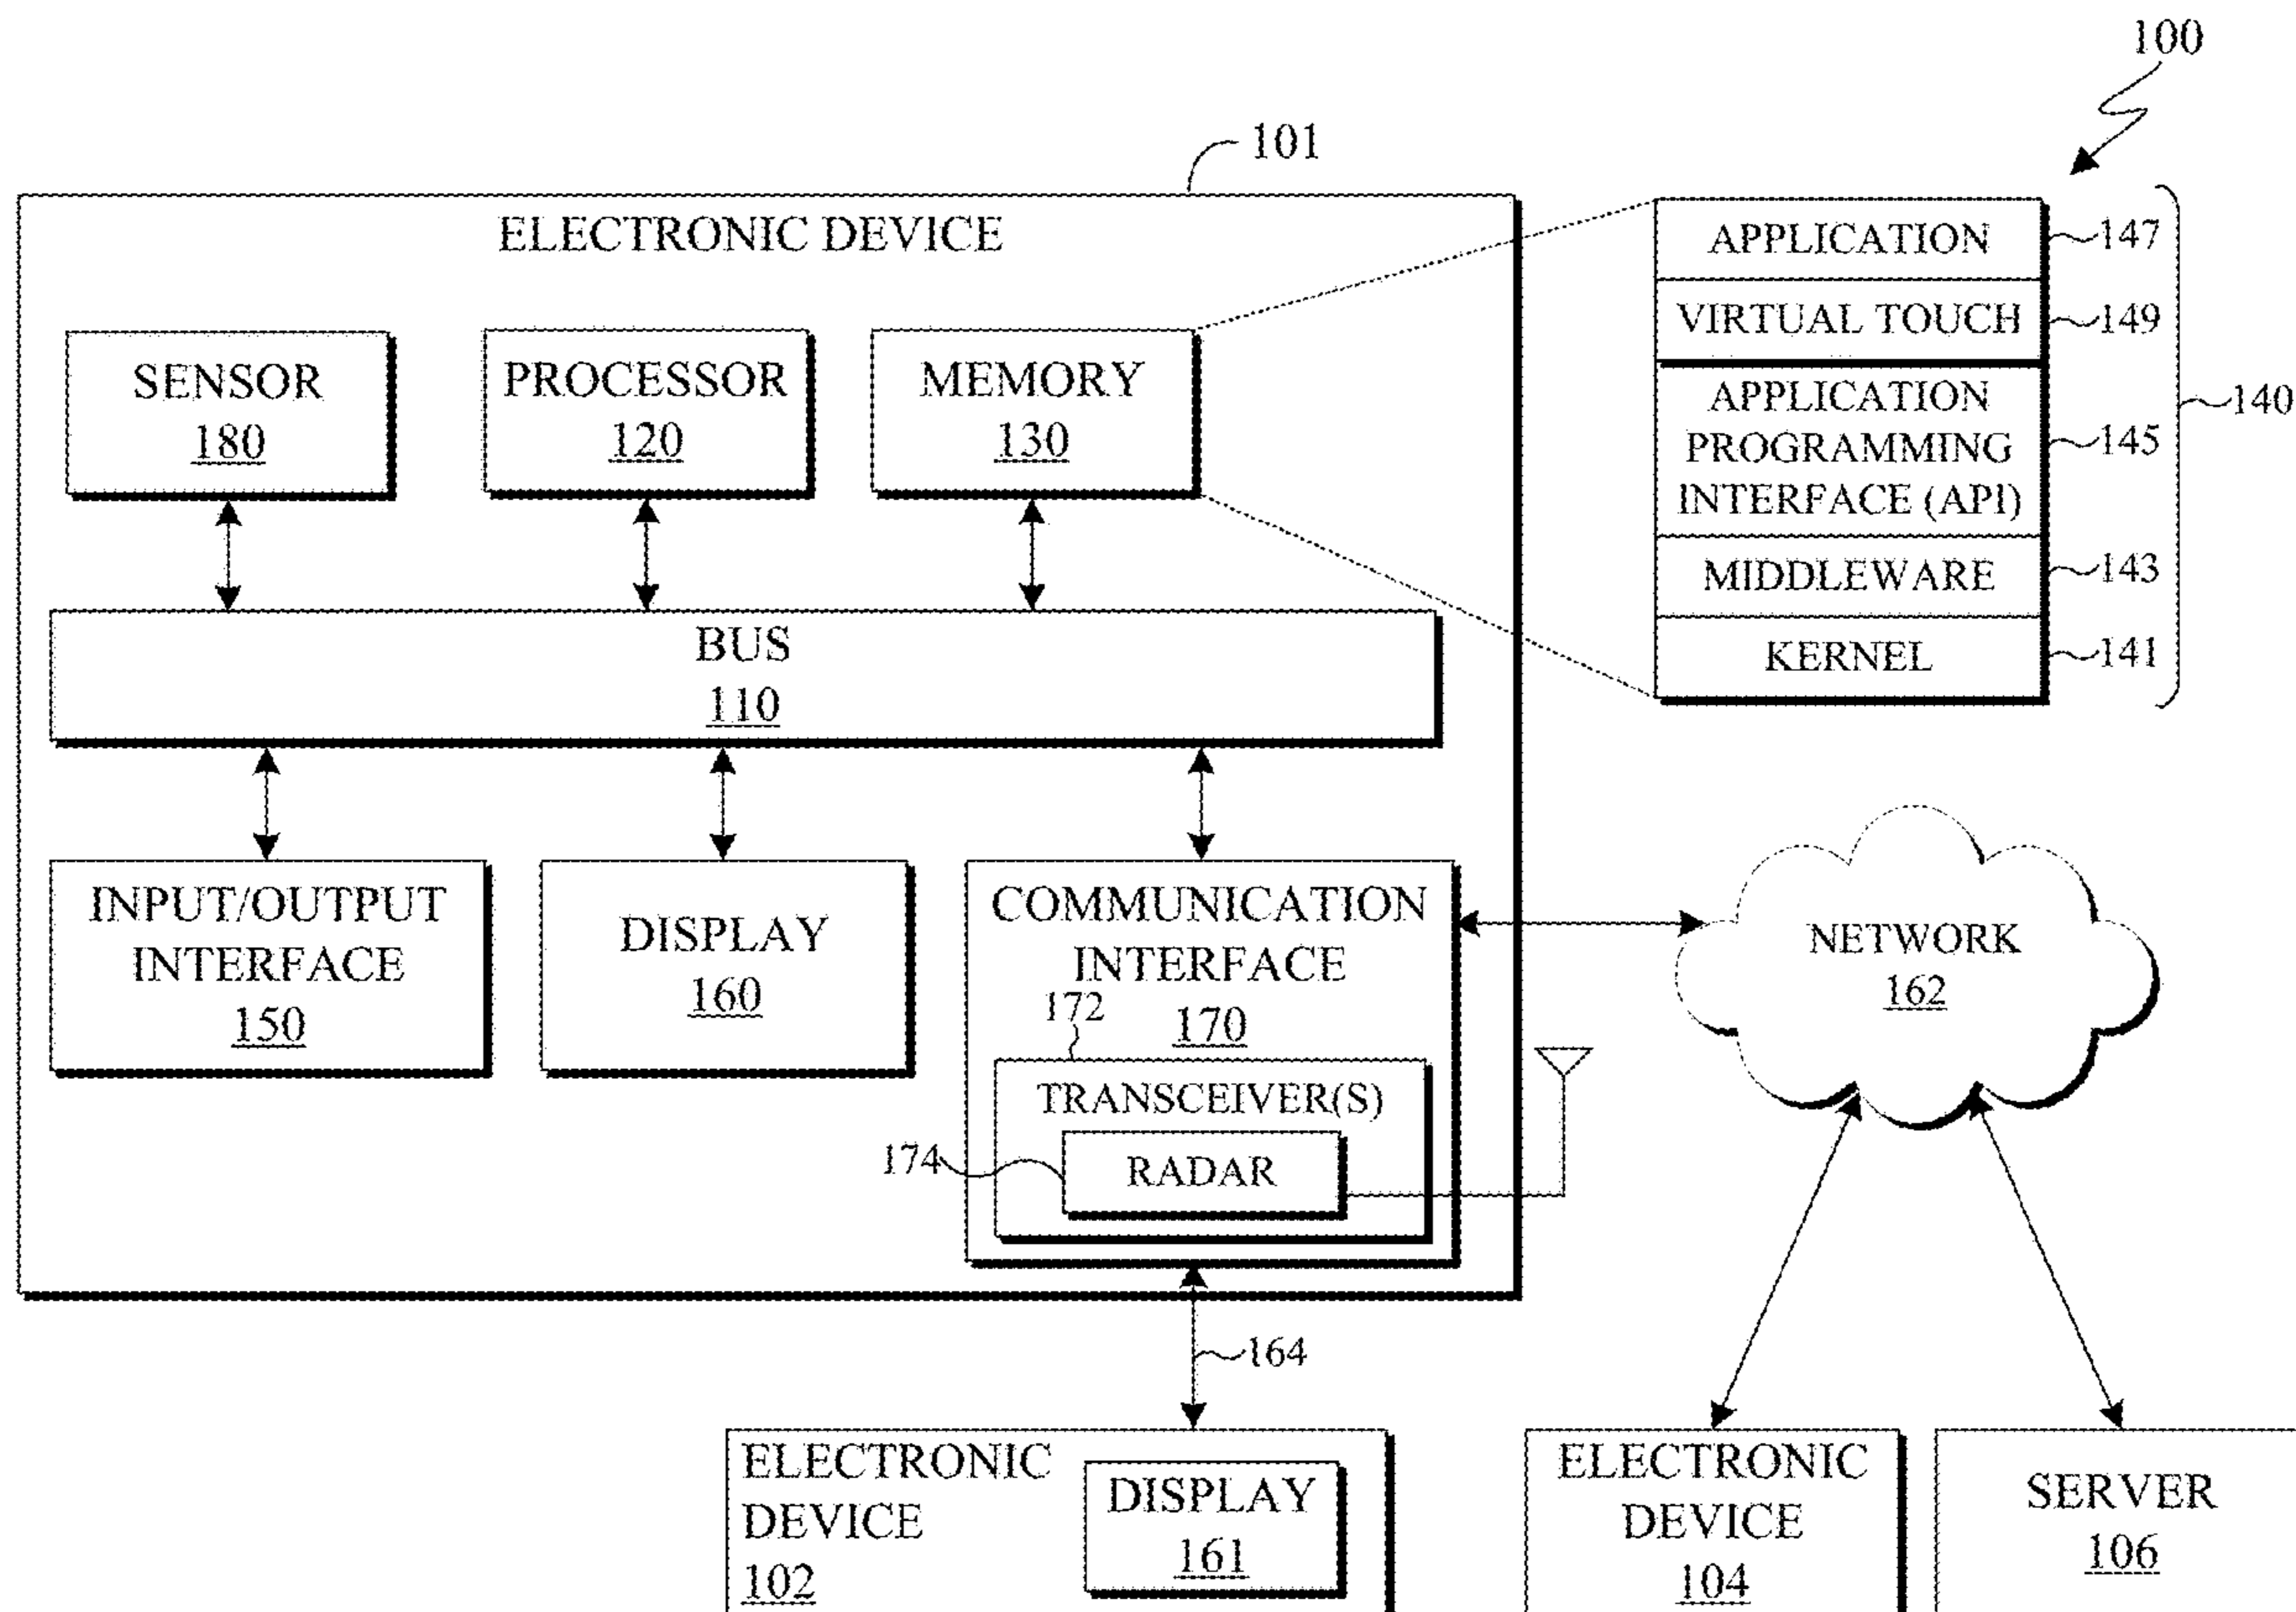 100
101
ELECTRONIC DEVICE
SENSOR
180
PROCESSOR
120
MEMORY
130
APPLICATION
147
VIRTUAL TOUCH
149
APPLICATION
PROGRAMMING
INTERFACE (API)
145
MIDDLEWARE
143
KERNEL
141
140
BUS
110
INPUT/OUTPUT
INTERFACE
150
DISPLAY
160
COMMUNICATION
INTERFACE
170
172
TRANSCEIVER(S)
174
RADAR
NETWORK
162
164
ELECTRONIC
DEVICE
102
DISPLAY
161
ELECTRONIC
DEVICE
104
SERVER
106